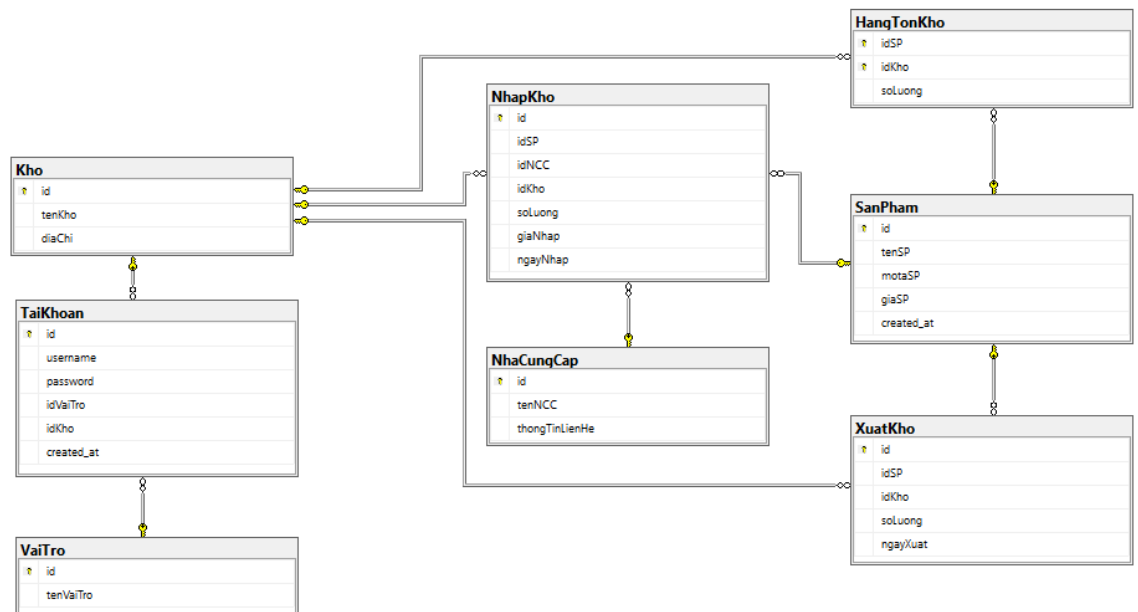 HangTonKho
idSP
idKho
soLuong
NhapKho
id
idSP
idNCC
idKho
soLuong
giaNhap
ngayNhap
Kho
id
tenKho
diaChi
SanPham
id
tenSP
motaSP
giaSP
created_at
TaiKhoan
id
username
password
idVaiTro
idKho
created_at
NhaCungCap
id
tenNCC
thongTinLienHe
XuatKho
id
idSP
idKho
soLuong
ngayXuat
VaiTro
id
tenVaiTro